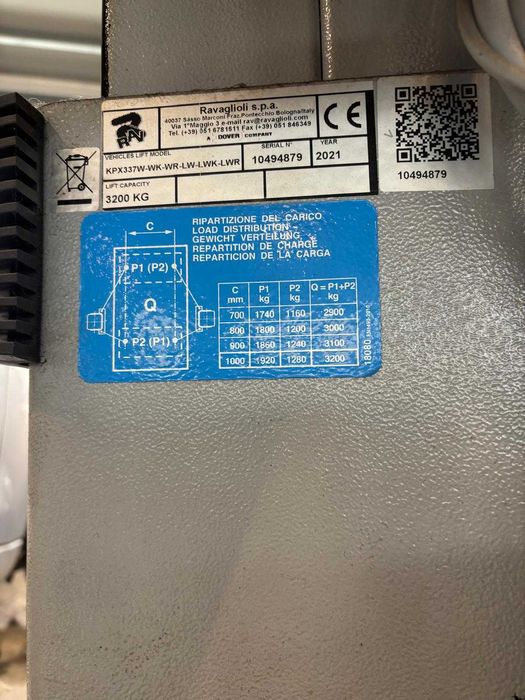 Ravaglioli s.p.a.
40037 Sasso Marconi Fraz.Pontecchio Bologna/Italy
Via 1°Maggio 3 e-mail rav@ravaglioli.com
Tel. (+39) 051 6781511 Fax (+39) 051 846349
A DOVER COMPANY
RAV
CE
VEHICLES LIFT MODEL
SERIAL N°
YEAR
KPX337W-WK-WR-LW-LWK-LWR
10494879
2021
LIFT CAPACITY
3200 KG
10494879
RIPARTIZIONE DEL CARICO
LOAD DISTRIBUTION
GEWICHT VERTEILUNG
REPARTITION DE CHARGE
REPARTICION DE LA CARGA
C
P1 (P2)
Q
P2 (P1)
C mm P1 kg P2 kg Q=P1+P2 kg
700 1740 1160 2900
800 1800 1200 3000
900 1860 1240 3100
1000 1920 1280 3200
18080